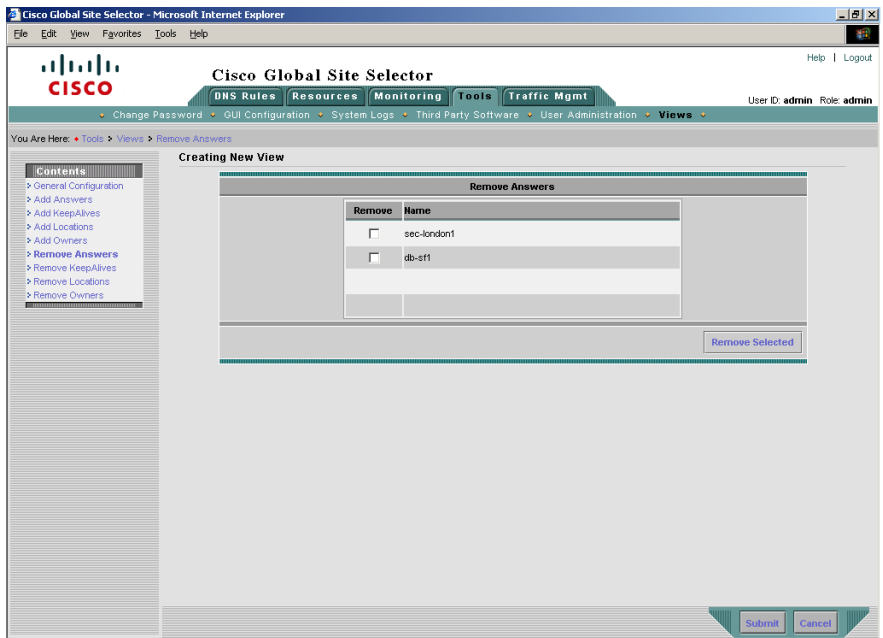 Cisco Global Site Selector - Microsoft Internet Explorer
File Edit View Favorites Tools Help
Help | Logout
CISCO
Cisco Global Site Selector
DNS Rules Resources Monitoring Tools Traffic Mgmt
User ID: admin Role: admin
Change Password GUI Configuration System Logs Third Party Software User Administration Views
You Are Here: Tools > Views > Remove Answers
Creating New View
Contents
> General Configuration
> Add Answers
> Add KeepAlives
> Add Locations
> Add Owners
> Remove Answers
> Remove KeepAlives
> Remove Locations
> Remove Owners
Remove Answers
Remove Name
sec-london1
db-sf1
Remove Selected
Submit Cancel